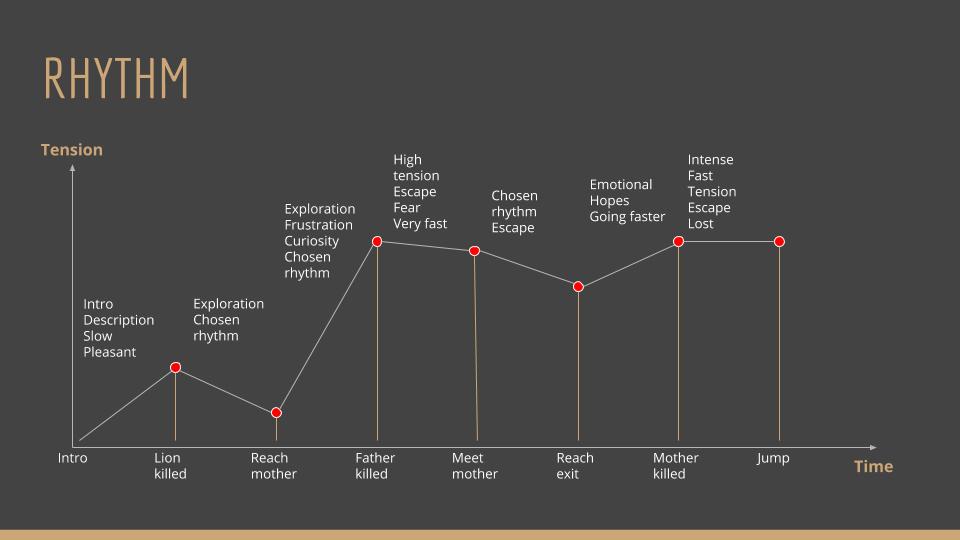 RHYTHM
Tension
Intro
Description
Slow
Pleasant
Exploration
Chosen
rhythm
Exploration
Frustration
Curiosity
Chosen
rhythm
High
tension
Escape
Fear
Very fast
Chosen
rhythm
Escape
Emotional
Hopes
Going faster
Intense
Fast
Tension
Escape
Lost
Intro
Lion
killed
Reach
mother
Father
killed
Meet
mother
Reach
exit
Mother
killed
Jump
Time